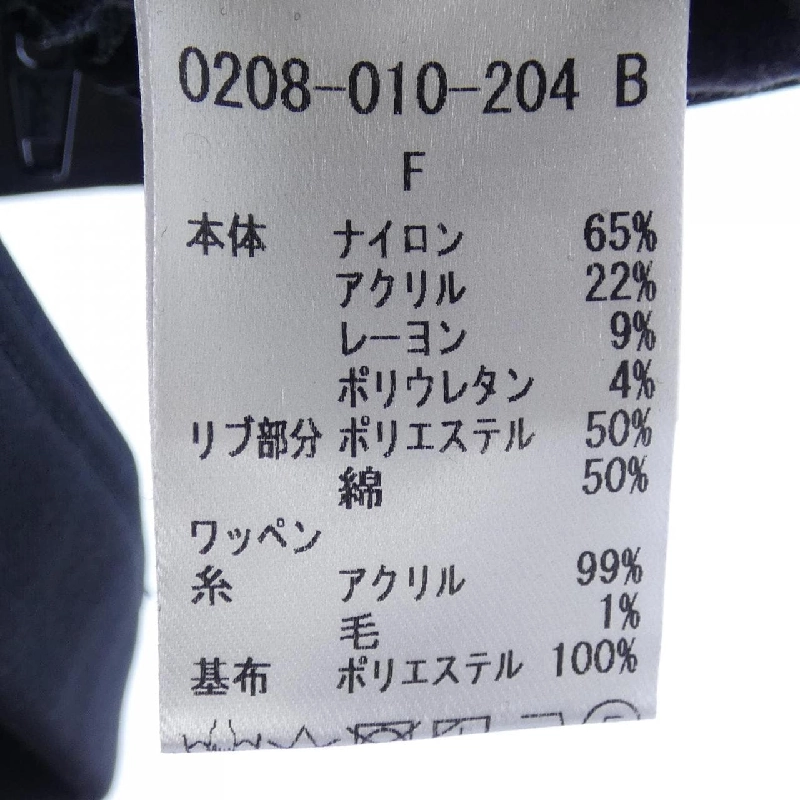 0208-010-204 B
F
本体 ナイロン 65%
アクリル 22%
レーヨン 9%
ポリウレタン 4%
リブ部分 ポリエステル 50%
綿 50%
ワッペン
糸 アクリル 99%
毛 1%
基布 ポリエステル 100%